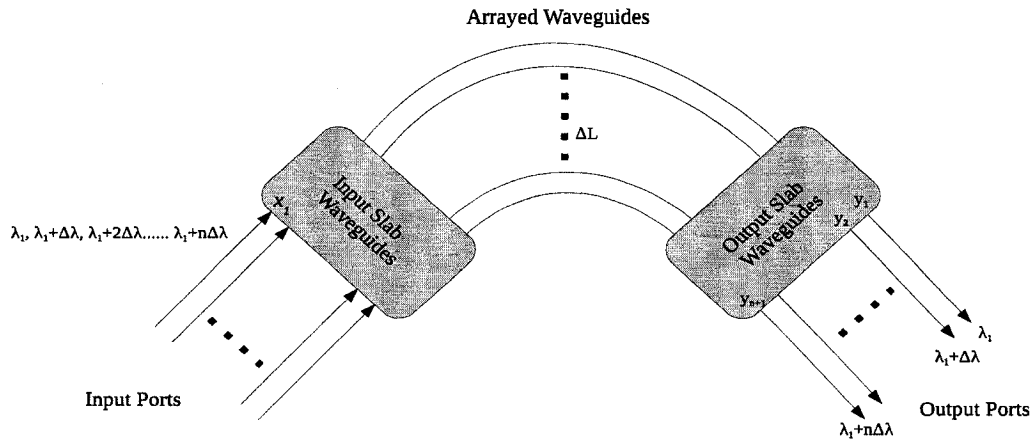 Arrayed Waveguides
ΔL
Input Slab
Waveguides
x₁
Output Slab
Waveguides
y₁
y₂
yₙ₊₁
λ₁, λ₁+Δλ, λ₁+2Δλ...... λ₁+nΔλ
λ₁
λ₁+Δλ
λ₁+nΔλ
Input Ports
Output Ports